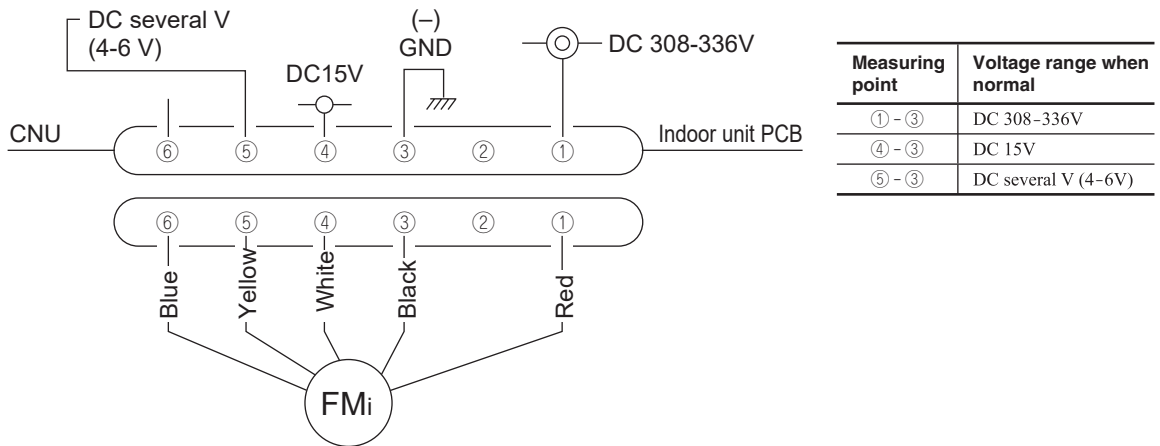 DC several V
(4-6 V)
DC15V
(–)
GND
DC 308-336V
CNU
⑥ ⑤ ④ ③ ② ①
Indoor unit PCB
⑥ ⑤ ④ ③ ② ①
Blue
Yellow
White
Black
Red
FMi
Measuring point Voltage range when normal
①–③ DC 308–336V
④–③ DC 15V
⑤–③ DC several V (4–6V)